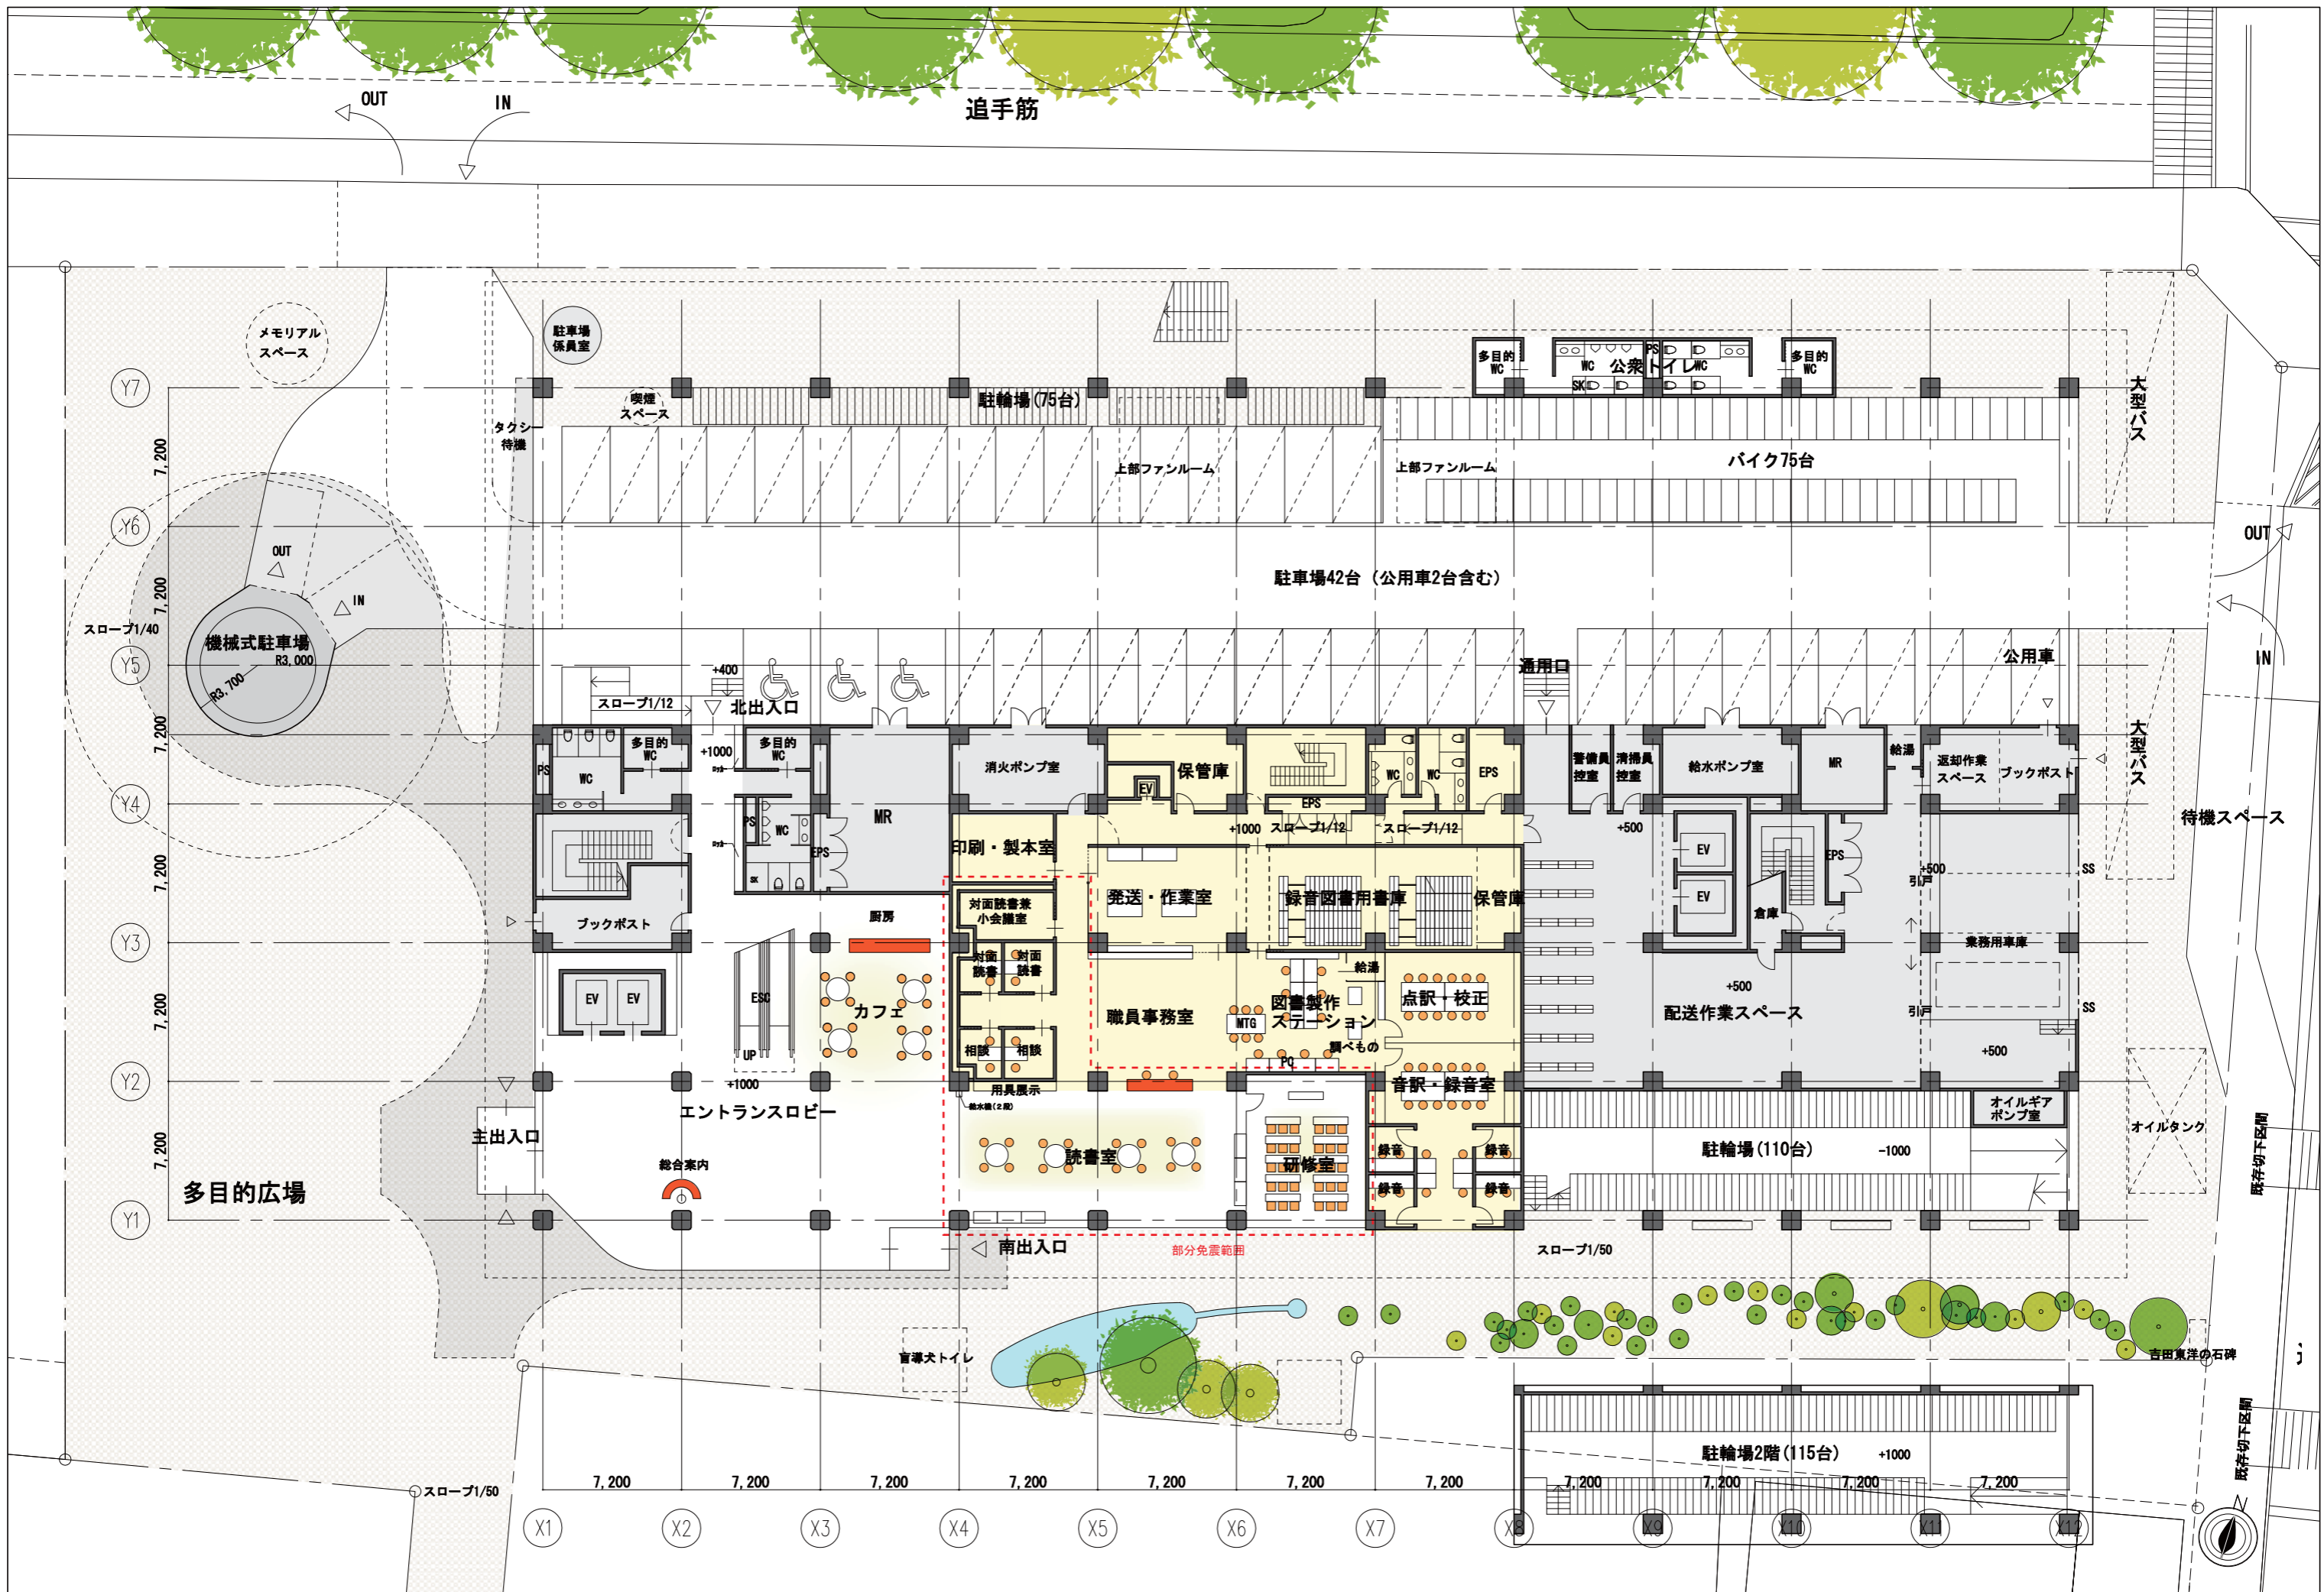 OUT
IN
追手筋
メモリアル
スペース
駐車場
係員室
多目的
WC
WC
PS
公衆トイレ
WC
SK
多目的
WC
大型バス
Y7
喫煙
スペース
駐輪場(75台)
タクシー
待機
上部ファンルーム
上部ファンルーム
バイク75台
7,200
Y6
OUT
OUT
駐車場42台（公用車2台含む）
IN
7,200
スロープ1/40
機械式駐車場
R3,000
R3,700
Y5
IN
+400
通用口
公用車
スロープ1/12
北出入口
大型バス
7,200
多目的
WC
+1000
多目的
WC
PS
WC
消火ポンプ室
EV
保管庫
WC
WC
EPS
警備員
控室
清掃員
控室
給水ポンプ室
MR
給湯
返却作業
スペース
ブックポスト
Y4
EPS
待機スペース
PS
WC
MR
EPS
SK
印刷・製本室
+1000
スロープ1/12
スロープ1/12
+500
EV
EPS
+500
引戸
SS
7,200
発送・作業室
録音図書用書庫
保管庫
EV
倉庫
対面読書兼
小会議室
厨房
ブックポスト
Y3
業務用車庫
対面
読書
対面
読書
給湯
EV
EV
ESC
カフェ
職員事務室
MTG
図書製作
ステーション
点訳・校正
+500
配送作業スペース
引戸
SS
7,200
相談
相談
UP
PC
調べもの
+500
Y2
+1000
用具展示
給水機(2段)
音訳・録音室
エントランスロビー
オイルギア
ポンプ室
オイルタンク
主出入口
7,200
総合案内
読書室
研修室
録音
録音
録音
録音
駐輪場(110台)
-1000
既存切下区間
多目的広場
Y1
南出入口
部分免震範囲
スロープ1/50
盲導犬トイレ
吉田東洋の石碑
既存切下区間
駐輪場2階(115台)
+1000
スロープ1/50
7,200
7,200
7,200
7,200
7,200
7,200
7,200
7,200
7,200
7,200
7,200
X1
X2
X3
X4
X5
X6
X7
X8
X9
X10
X11
X12
N